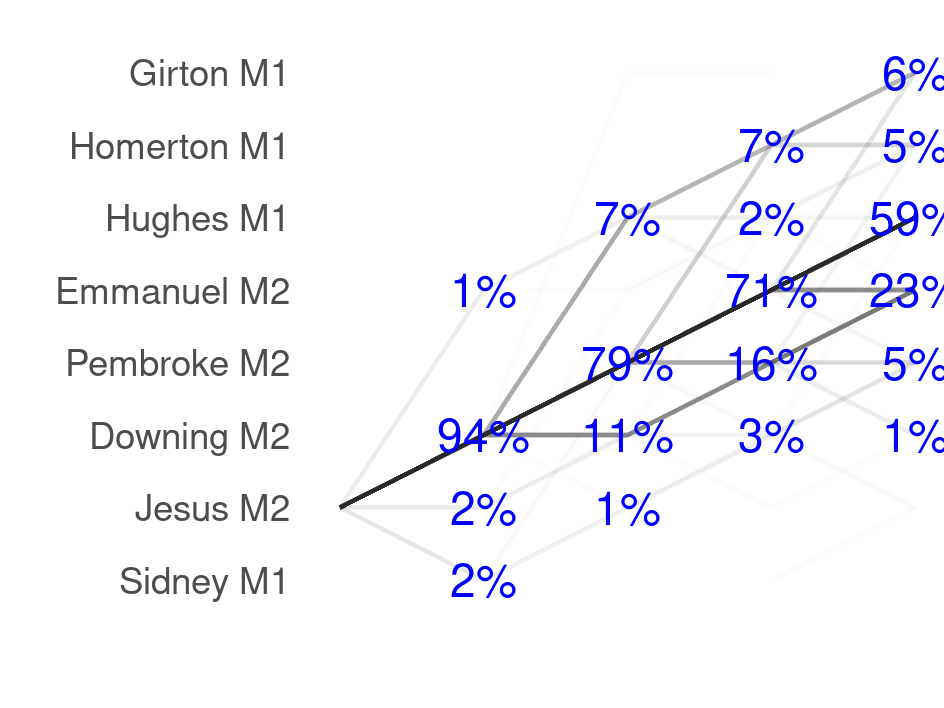 Girton M1 6%
Homerton M1 7% 5%
Hughes M1 7% 2% 59%
Emmanuel M2 1% 71% 23%
Pembroke M2 79% 16% 5%
Downing M2 94% 11% 3% 1%
Jesus M2 2% 1%
Sidney M1 2%